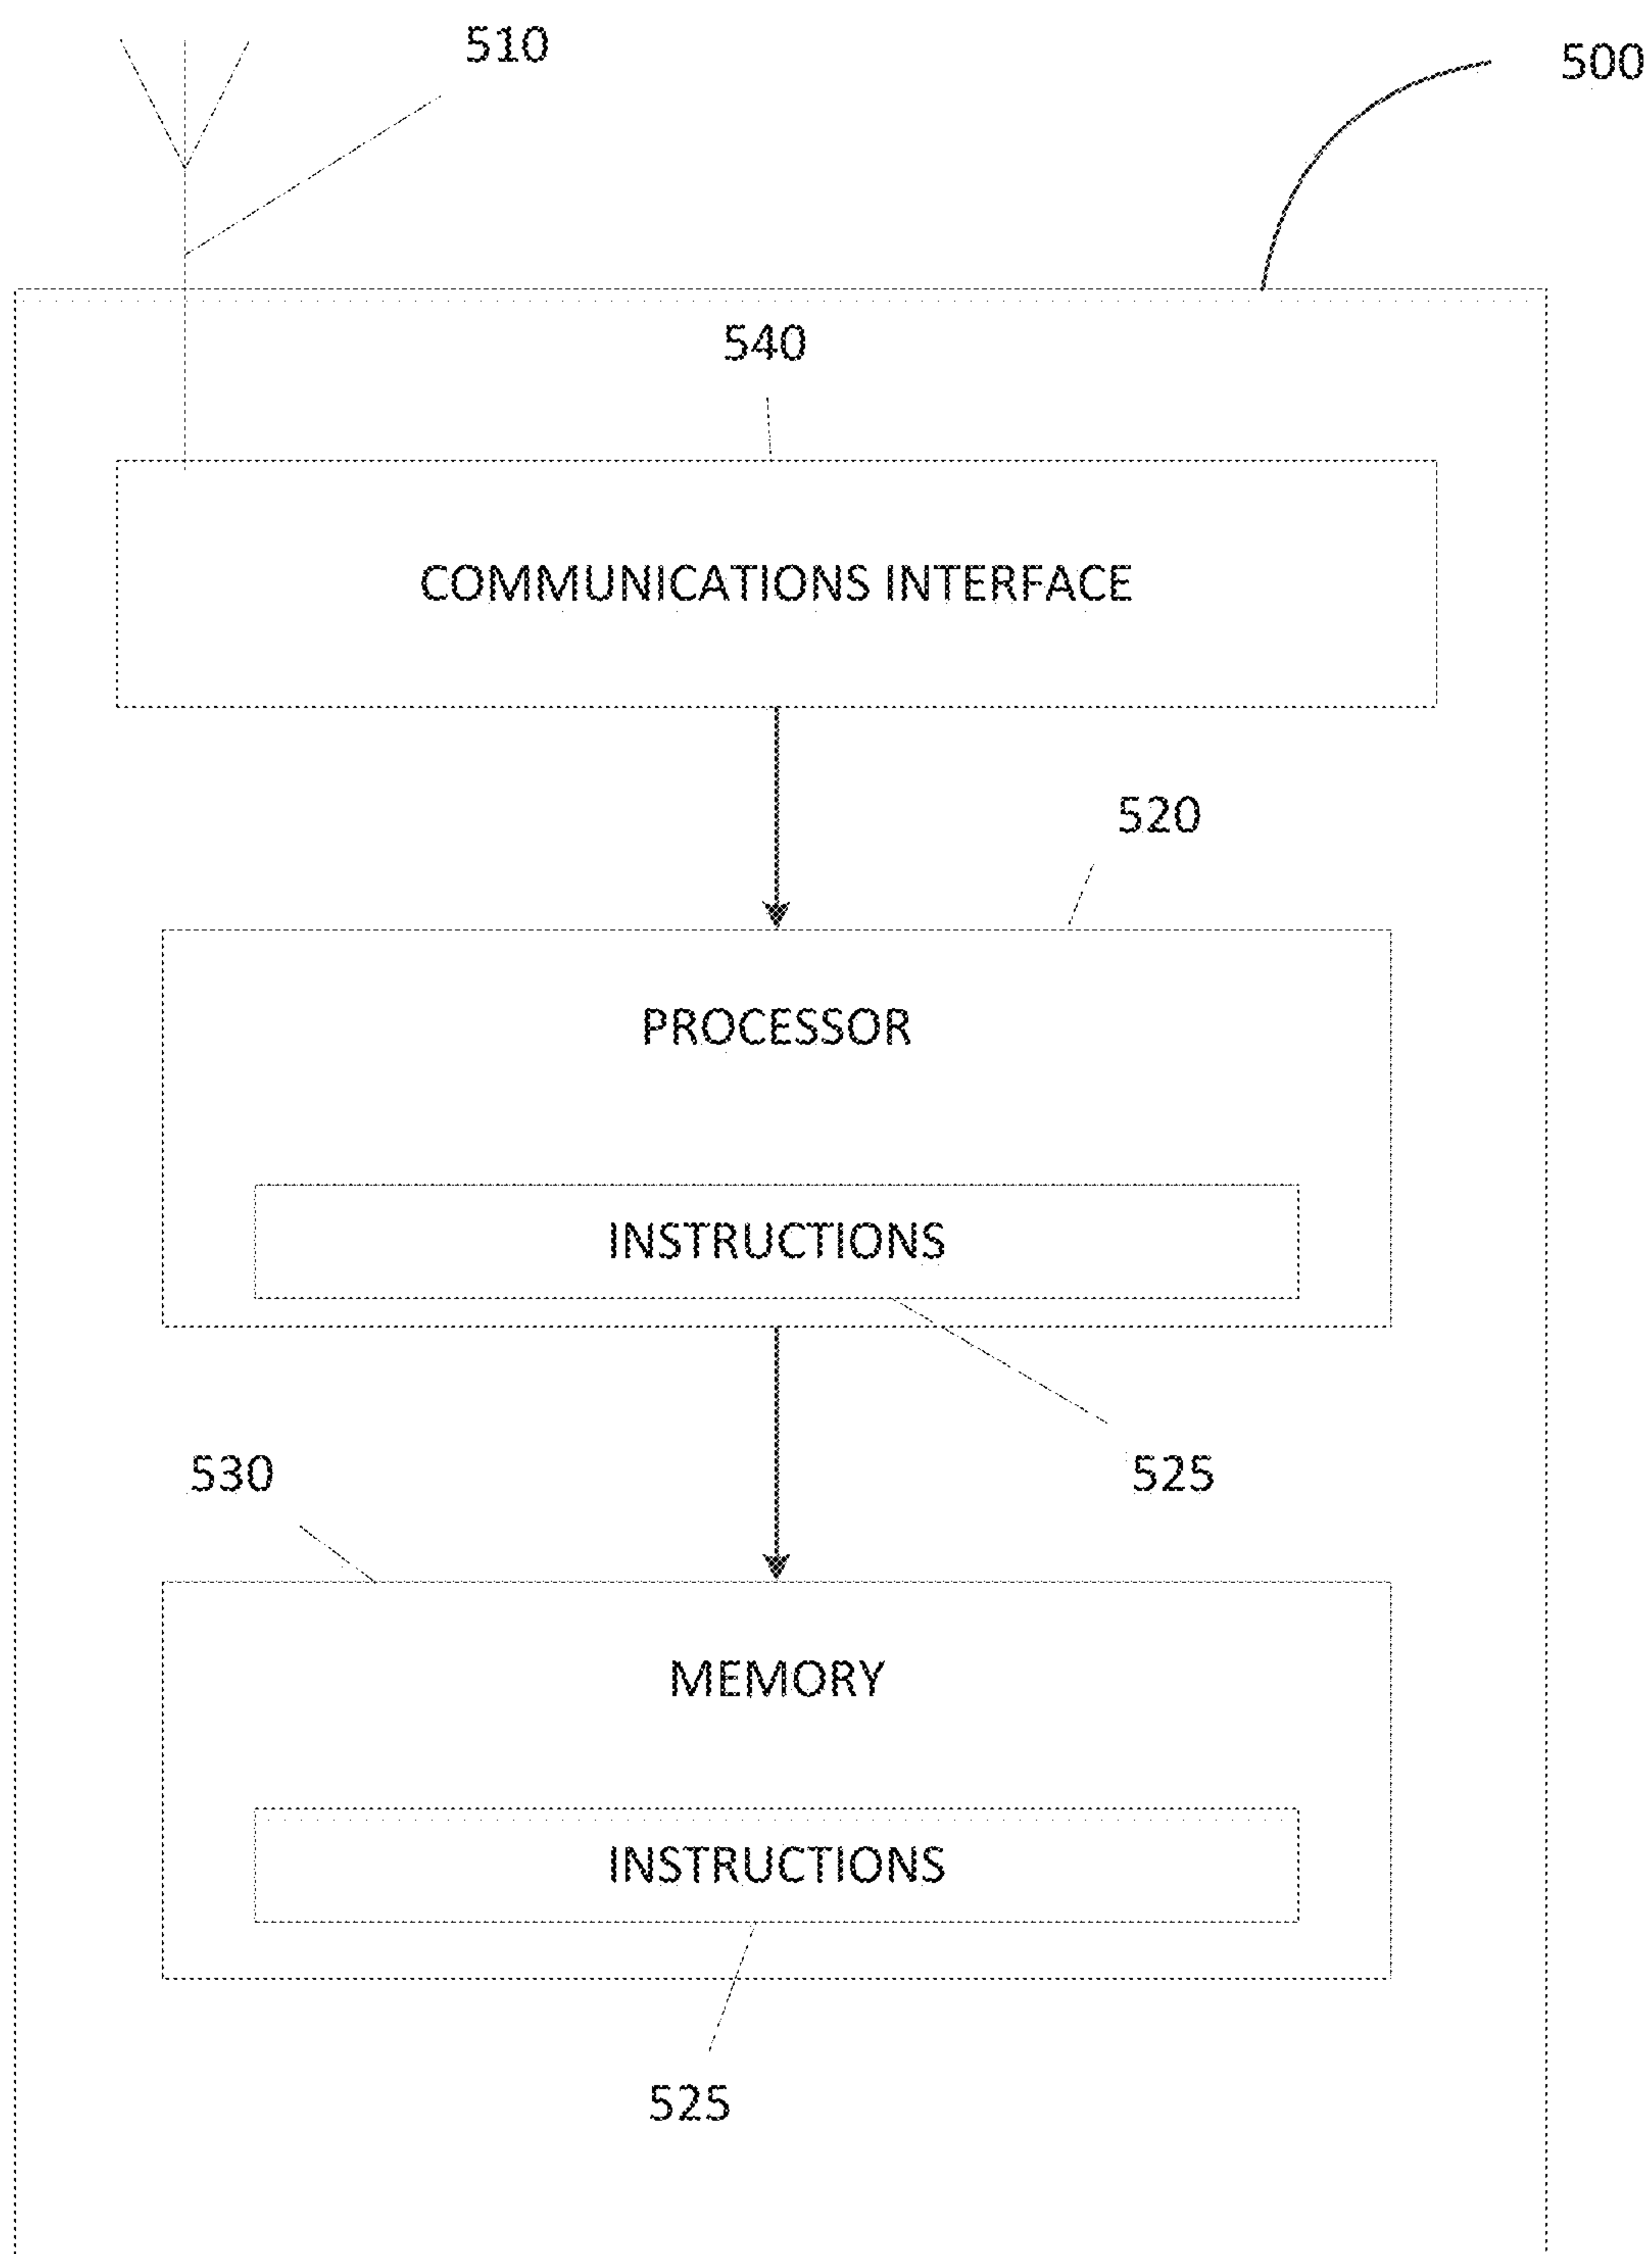 510
500
540
COMMUNICATIONS INTERFACE
520
PROCESSOR
INSTRUCTIONS
530
525
MEMORY
INSTRUCTIONS
525